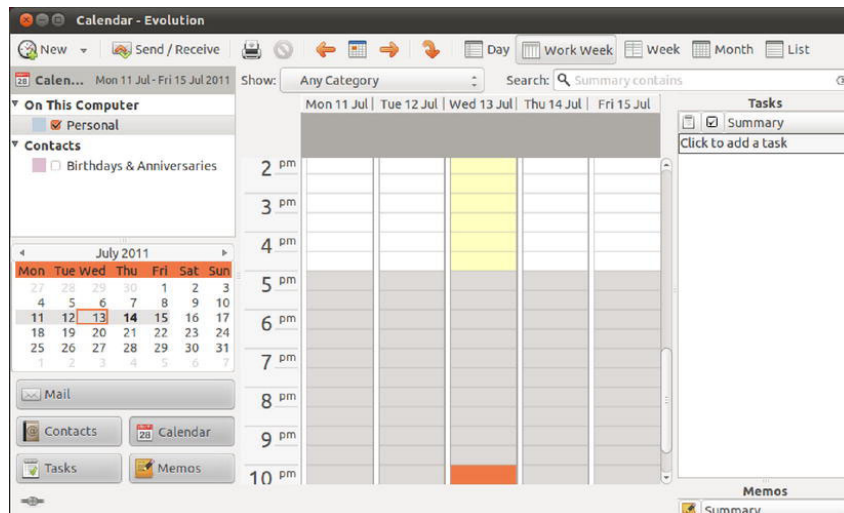 Calendar - Evolution
New Send / Receive Day Work Week Week Month List
28 Calen... Mon 11 Jul - Fri 15 Jul 2011 Show: Any Category Search: Summary contains
On This Computer
Personal
Contacts
Birthdays & Anniversaries
July 2011
Mon Tue Wed Thu Fri Sat Sun
27 28 29 30 1 2 3
4 5 6 7 8 9 10
11 12 13 14 15 16 17
18 19 20 21 22 23 24
25 26 27 28 29 30 31
1 2 3 4 5 6 7
Mail
Contacts 28 Calendar
Tasks Memos
Mon 11 Jul Tue 12 Jul Wed 13 Jul Thu 14 Jul Fri 15 Jul
2 pm
3 pm
4 pm
5 pm
6 pm
7 pm
8 pm
9 pm
10 pm
Tasks
Summary
Click to add a task
Memos
Summary